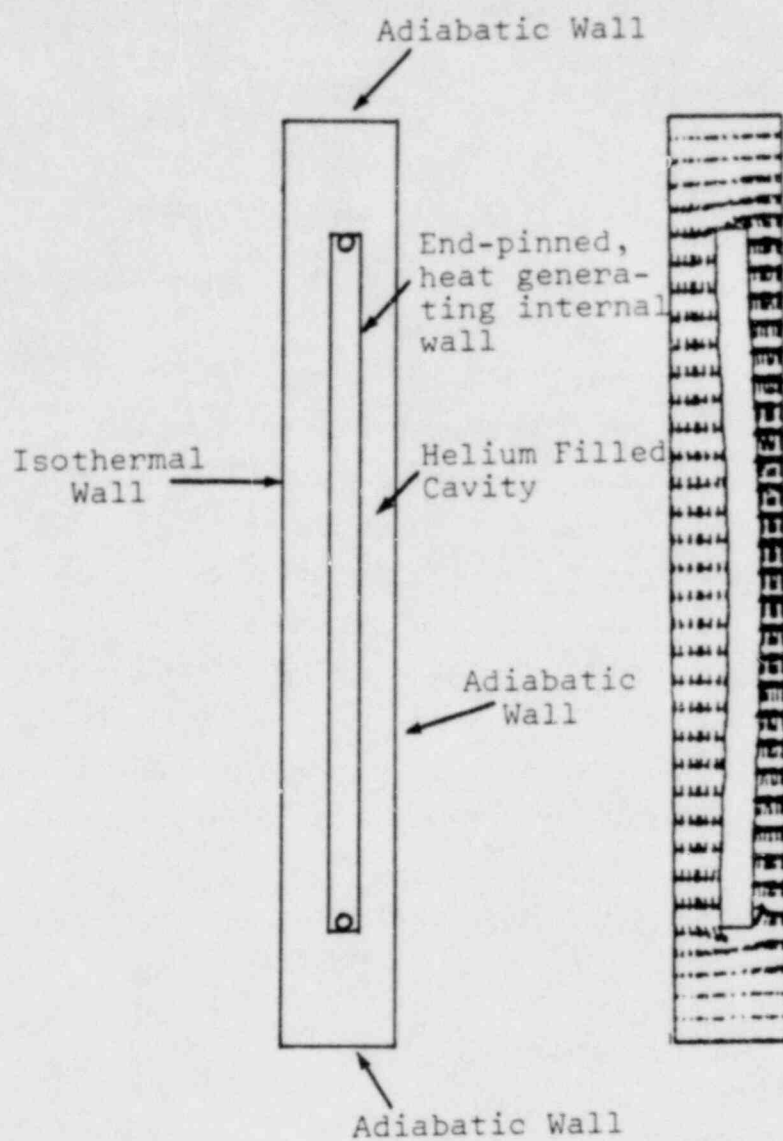 Adiabatic Wall
End-pinned,
heat genera-
ting internal
wall
Isothermal
Wall
Helium Filled
Cavity
Adiabatic
Wall
Adiabatic Wall